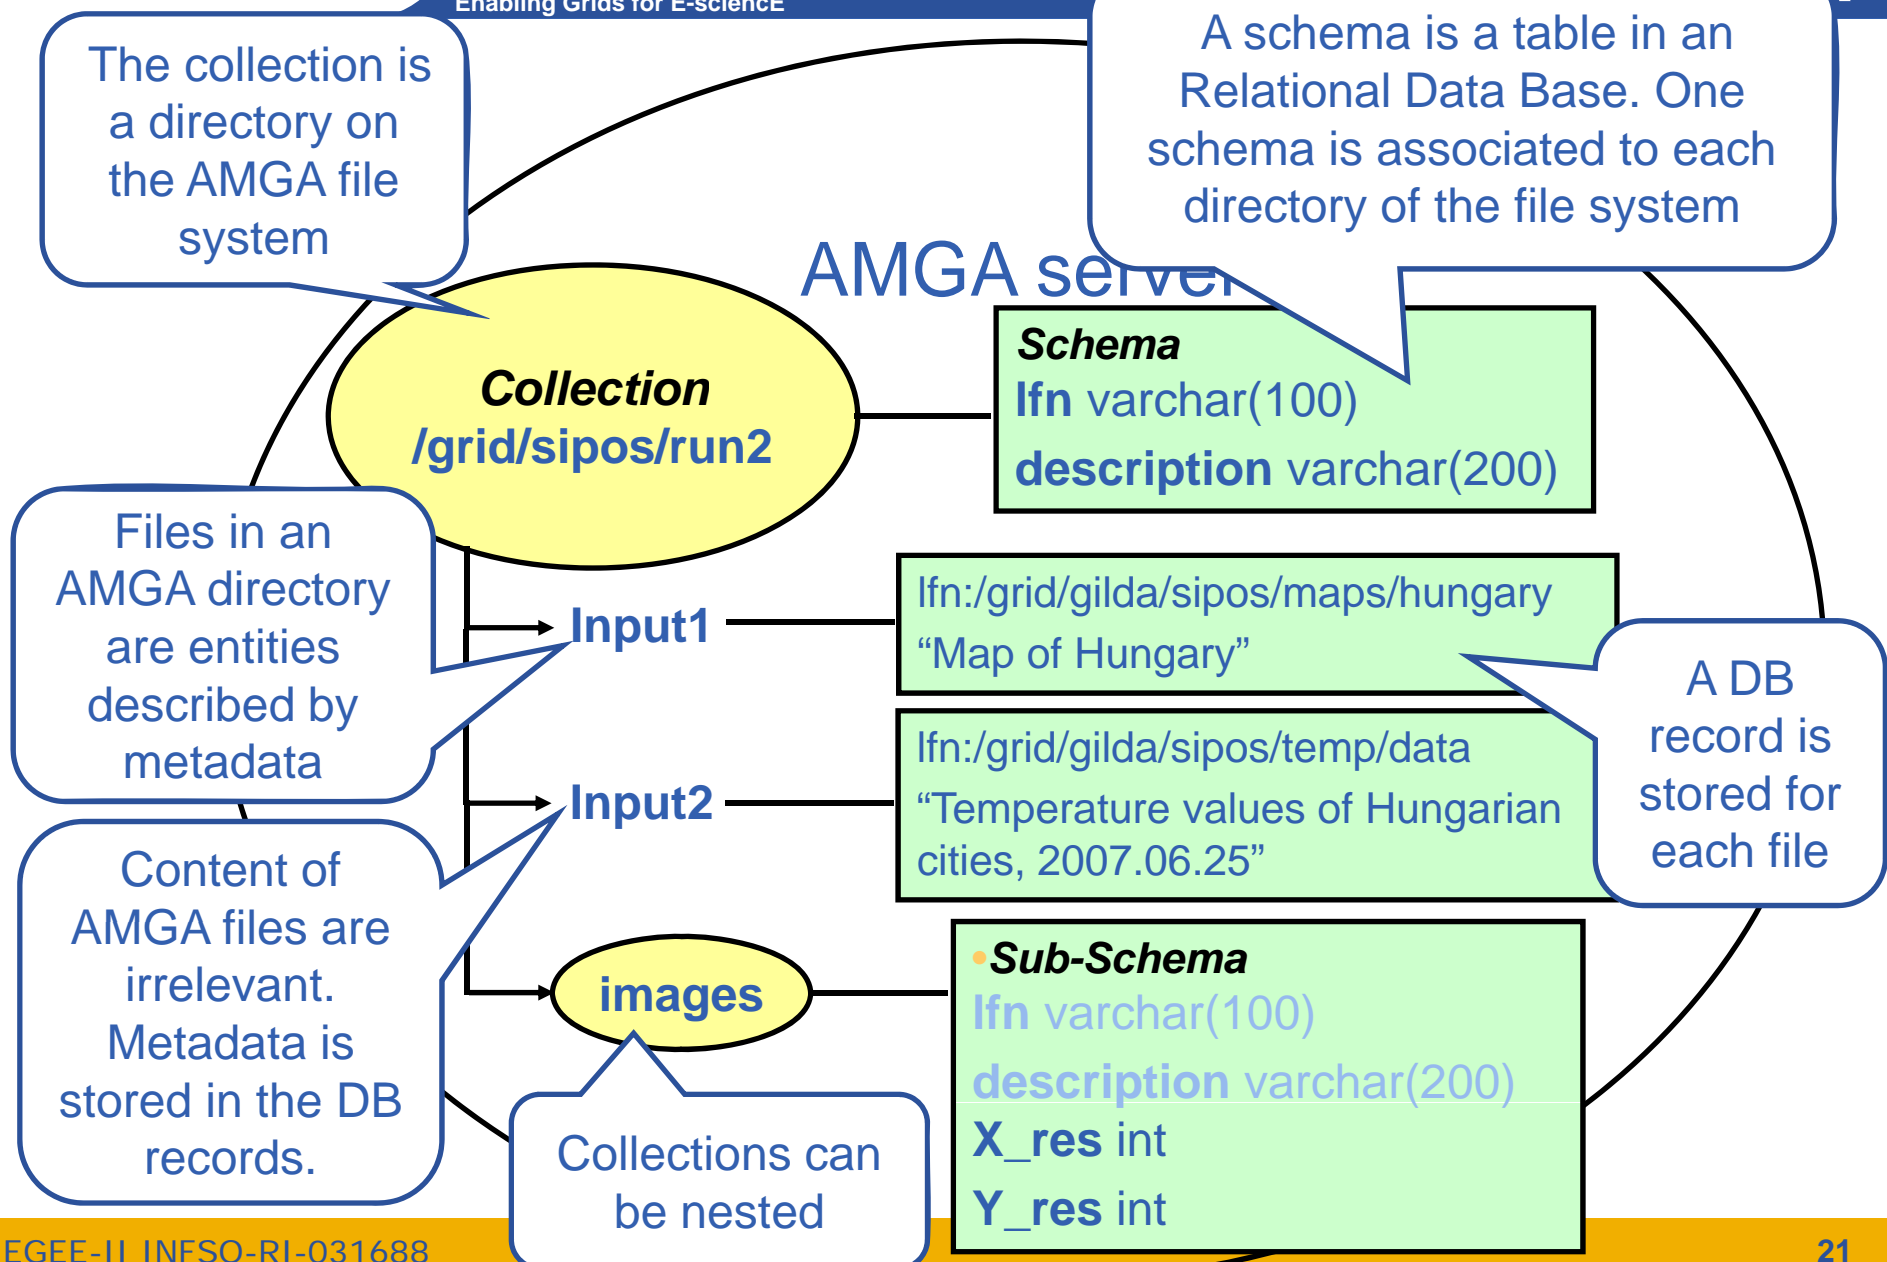 Enabling Grids for E-sciencE
The collection is
a directory on
the AMGA file
system
A schema is a table in an
Relational Data Base. One
schema is associated to each
directory of the file system
AMGA server
Collection
/grid/sipos/run2
Schema
lfn varchar(100)
description varchar(200)
Files in an
AMGA directory
are entities
described by
metadata
Input1
lfn:/grid/gilda/sipos/maps/hungary
“Map of Hungary”
A DB
record is
stored for
each file
Input2
lfn:/grid/gilda/sipos/temp/data
“Temperature values of Hungarian
cities, 2007.06.25”
Content of
AMGA files are
irrelevant.
Metadata is
stored in the DB
records.
images
•Sub-Schema
lfn varchar(100)
description varchar(200)
X_res int
Y_res int
Collections can
be nested
EGEE-II INFSO-RI-031688
21